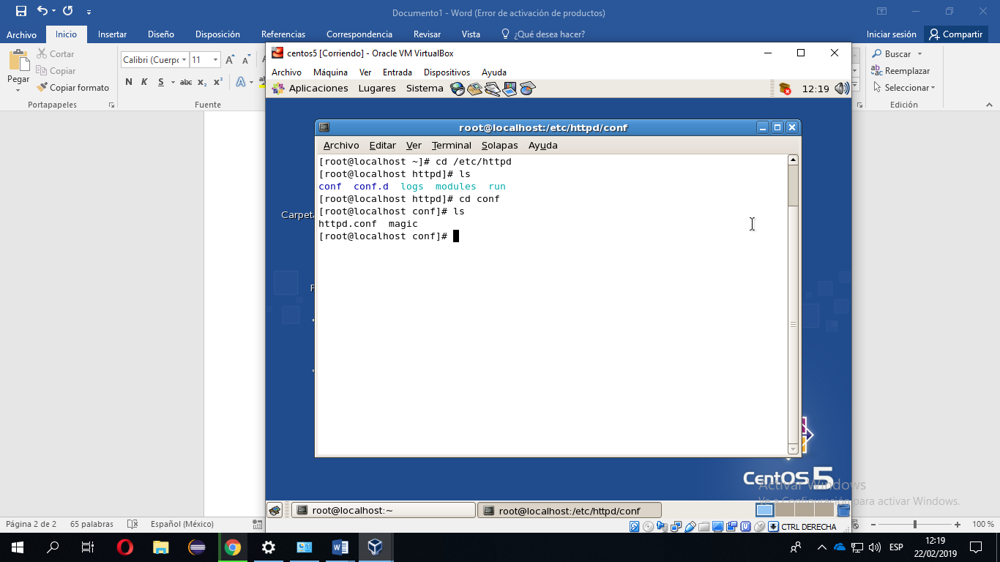 Documento1 - Word (Error de activación de productos)
Archivo Inicio Insertar Diseño Disposición Referencias Correspondencia Revisar Vista ¿Qué desea hacer? Iniciar sesión Compartir
Cortar
Copiar
Copiar formato
Pegar
Portapapeles
Calibri (Cuerpo 11
N K S abc x₂ x² A
Fuente
Buscar
Reemplazar
Seleccionar
Edición
centos5 [Corriendo] - Oracle VM VirtualBox
Archivo Máquina Ver Entrada Dispositivos Ayuda
Aplicaciones Lugares Sistema 12:19
Carpeta
root@localhost:/etc/httpd/conf
Archivo Editar Ver Terminal Solapas Ayuda
[root@localhost ~]# cd /etc/httpd
[root@localhost httpd]# ls
conf conf.d logs modules run
[root@localhost httpd]# cd conf
[root@localhost conf]# ls
httpd.conf magic
[root@localhost conf]#
CentOS 5
Activar Windows
Ve a Configuración para activar Windows.
root@localhost:~ root@localhost:/etc/httpd/conf
CTRL DERECHA
Página 2 de 2 65 palabras Español (México) 100 %
ESP
12:19
22/02/2019